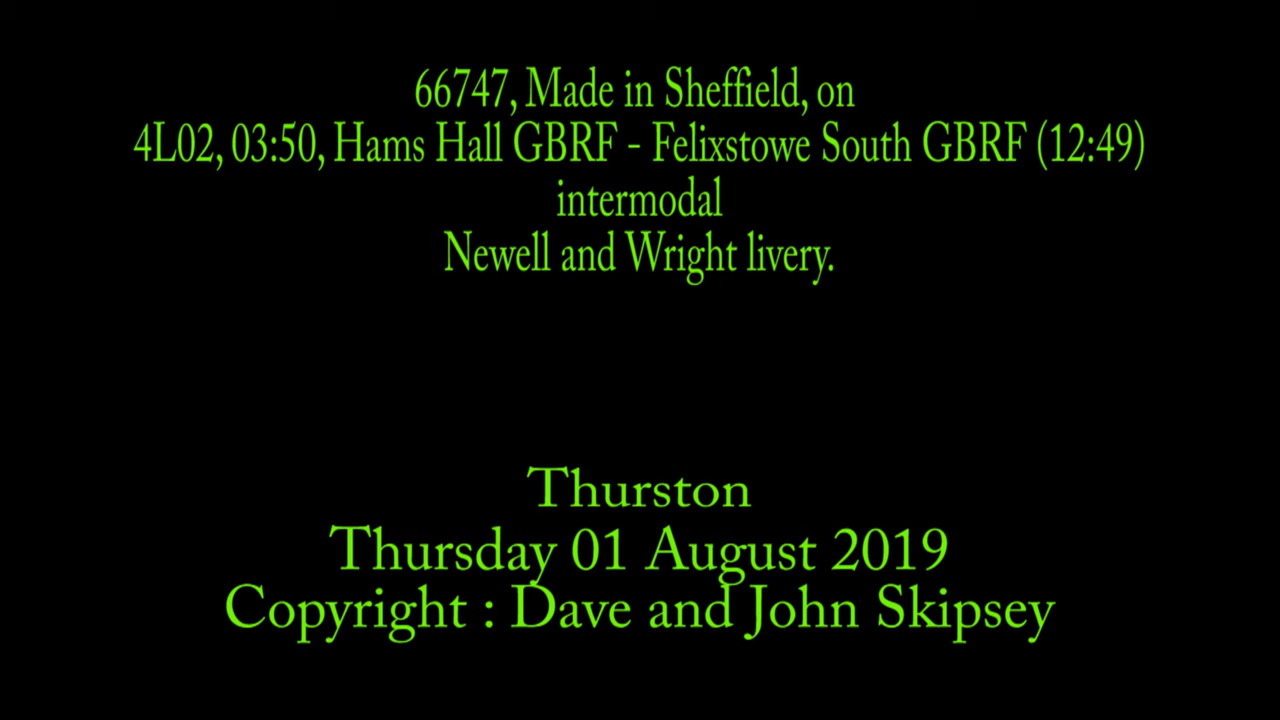 66747, Made in Sheffield, on
4L02, 03:50, Hams Hall GBRF - Felixstowe South GBRF (12:49)
intermodal
Newell and Wright livery.
Thurston
Thursday 01 August 2019
Copyright : Dave and John Skipsey